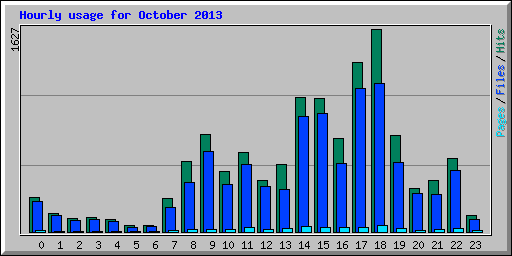 Hourly usage for October 2013
1627
Pages / Files / Hits
0 1 2 3 4 5 6 7 8 9 10 11 12 13 14 15 16 17 18 19 20 21 22 23